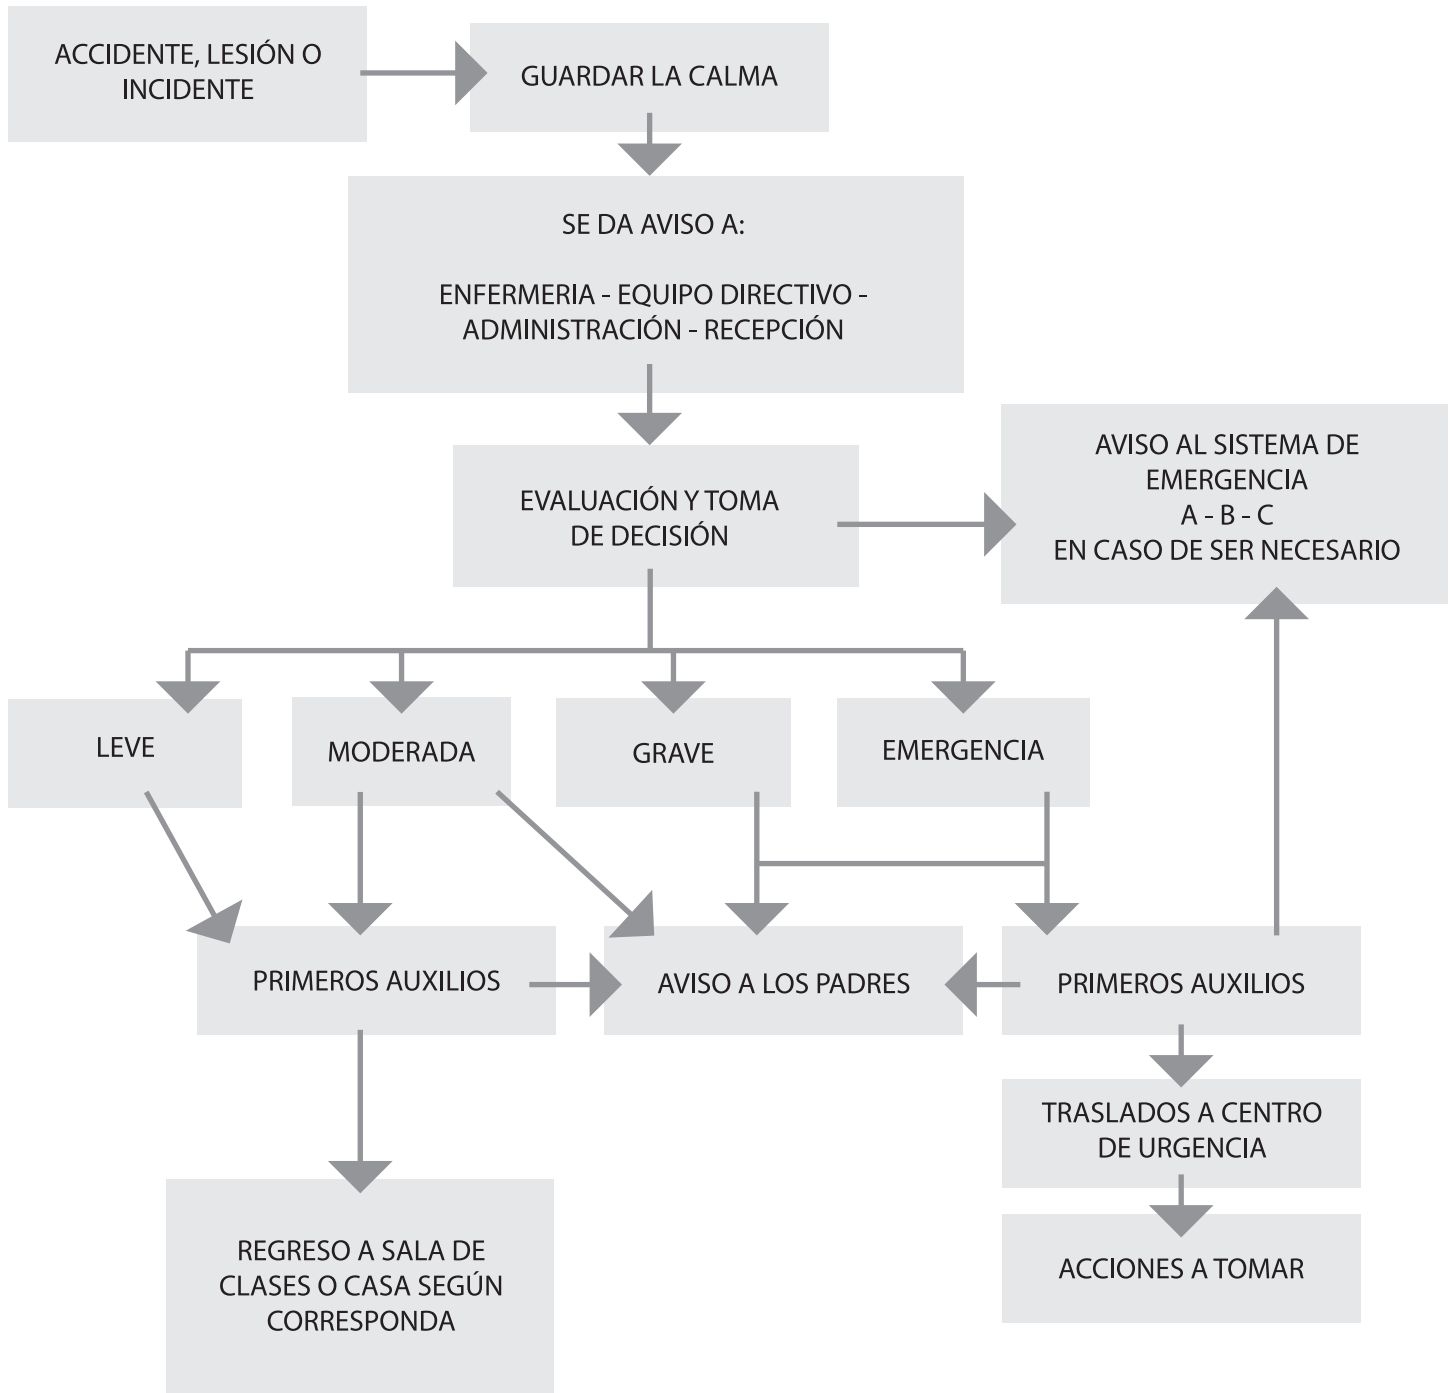 ACCIDENTE, LESIÓN O
INCIDENTE
GUARDAR LA CALMA
SE DA AVISO A:
ENFERMERIA - EQUIPO DIRECTIVO -
ADMINISTRACIÓN - RECEPCIÓN
EVALUACIÓN Y TOMA
DE DECISIÓN
AVISO AL SISTEMA DE
EMERGENCIA
A - B - C
EN CASO DE SER NECESARIO
LEVE
MODERADA
GRAVE
EMERGENCIA
PRIMEROS AUXILIOS
AVISO A LOS PADRES
PRIMEROS AUXILIOS
TRASLADOS A CENTRO
DE URGENCIA
REGRESO A SALA DE
CLASES O CASA SEGÚN
CORRESPONDA
ACCIONES A TOMAR